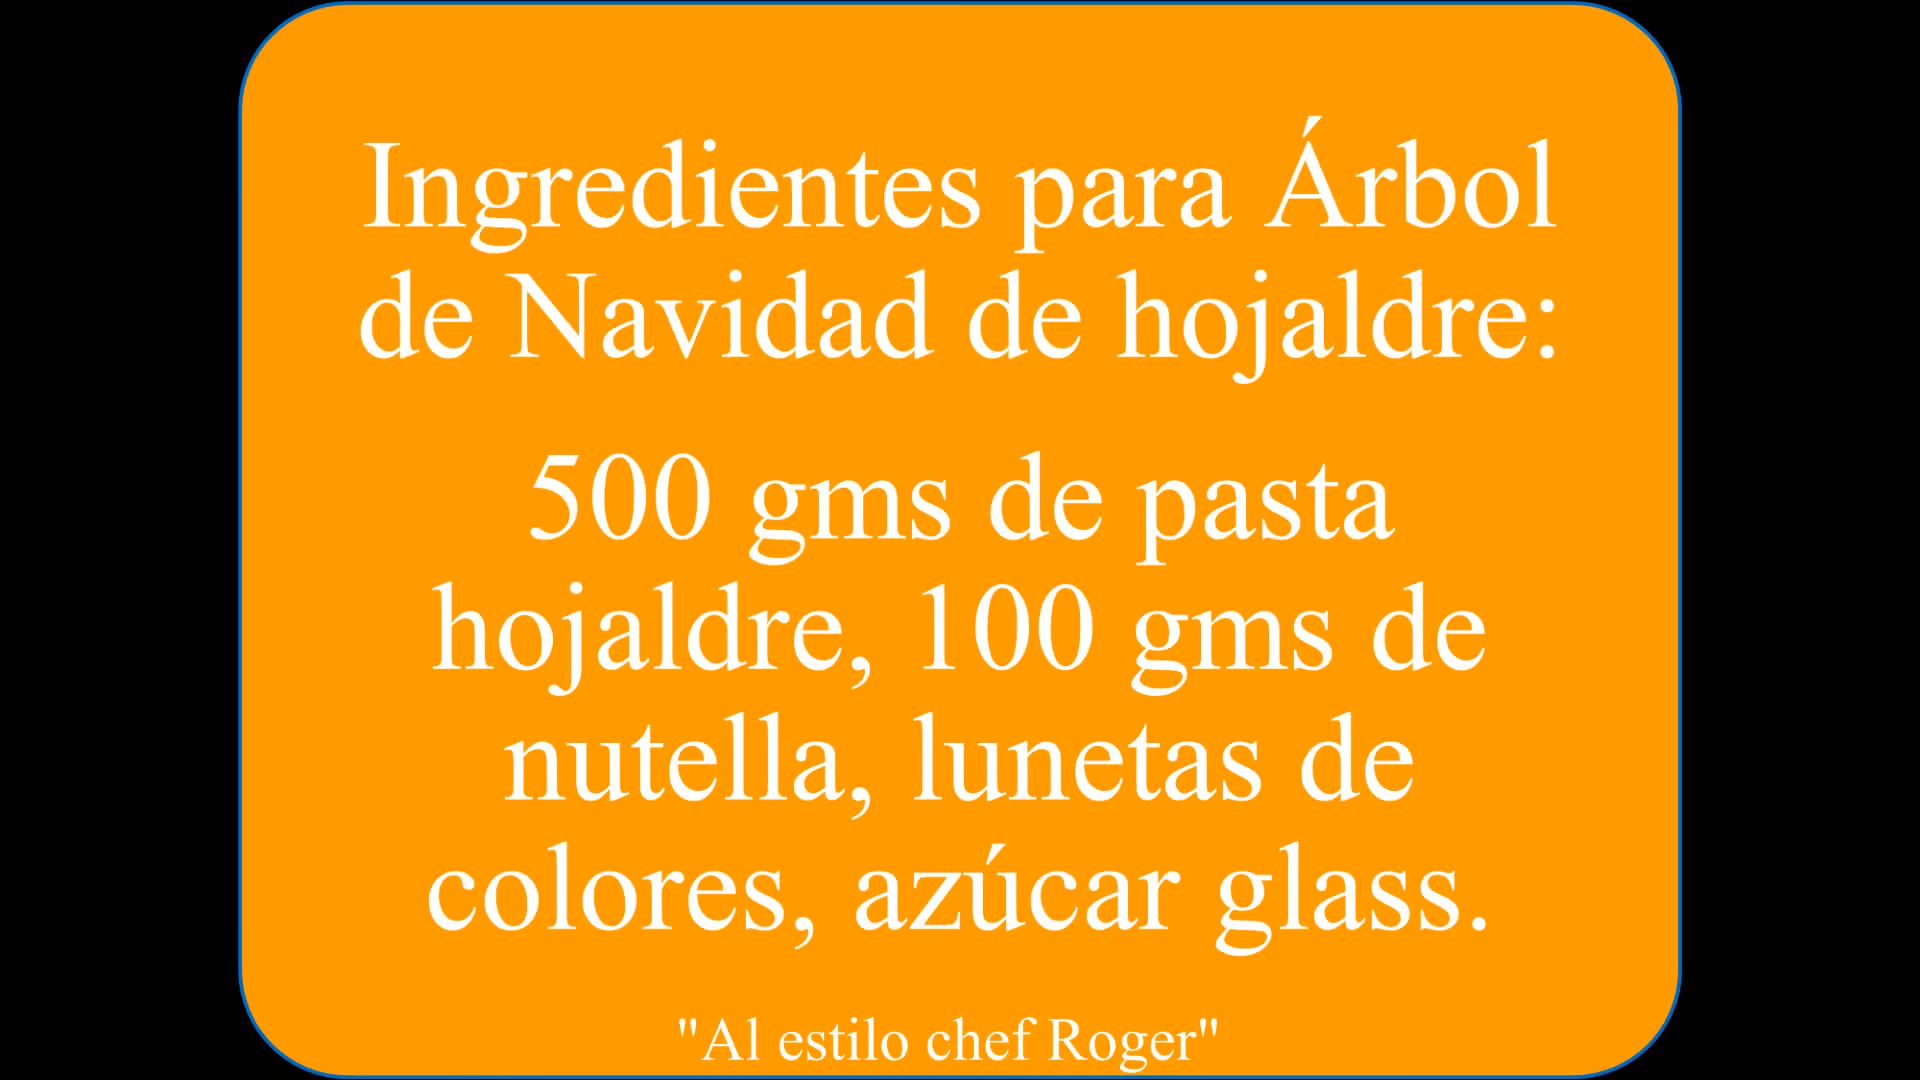 Ingredientes para Árbol
de Navidad de hojaldre:
500 gms de pasta
hojaldre, 100 gms de
nutella, lunetas de
colores, azúcar glass.
"Al estilo chef Roger"